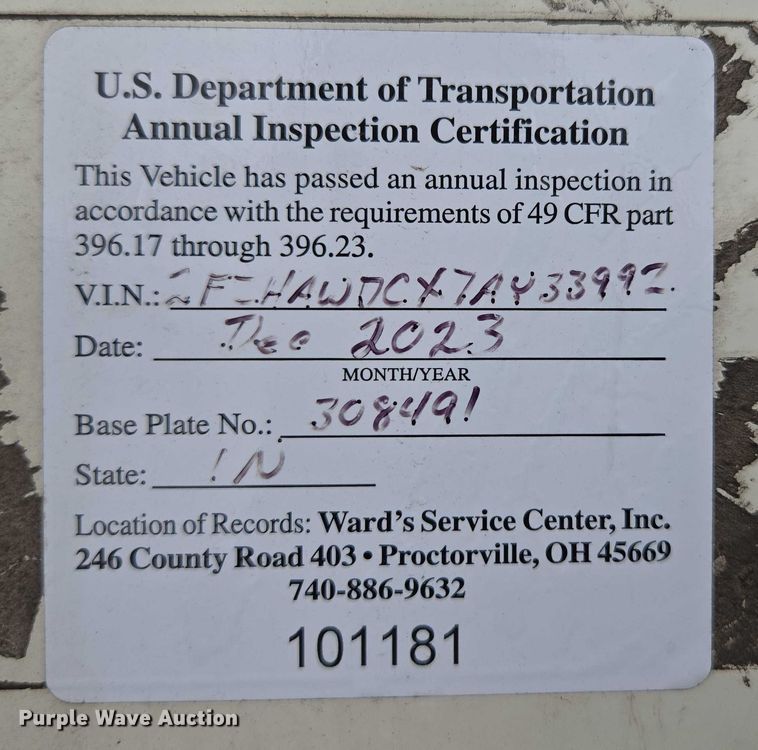 U.S. Department of Transportation
Annual Inspection Certification
This Vehicle has passed an annual inspection in
accordance with the requirements of 49 CFR part
396.17 through 396.23.
V.I.N.:
Date: Dec 2023
MONTH/YEAR
Base Plate No.: 308491
State: IN
Location of Records: Ward's Service Center, Inc.
246 County Road 403 • Proctorville, OH 45669
740-886-9632
101181
Purple Wave Auction